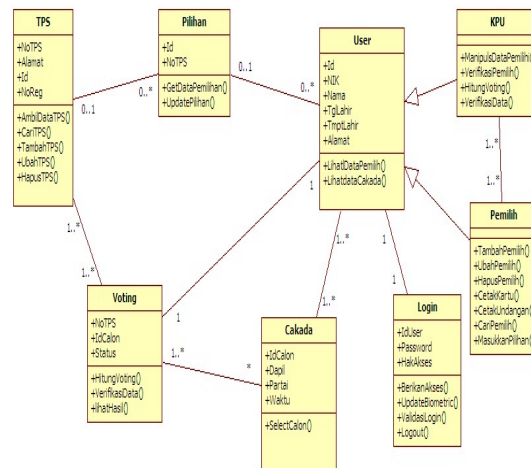 TPS
+NoTPS
+Alamat
+Id
+NoReg
+AmbilDataTPS()
+CariTPS()
+TambahTPS()
+UbahTPS()
+HapusTPS()
0..1
0..*
Pilihan
+Id
+NoTPS
+GetDataPemilihan()
+UpdatePilihan()
0..1
0..*
User
+Id
+NIK
+Nama
+TglLahir
+TmptLahir
+Alamat
+LihatDataPemilih()
+LihatdataCakada()
KPU
+ManipulsDataPemilih()
+VerifikasiPemilih()
+HitungVoting()
+VerifikasiData()
1..*
1..*
Pemilih
+TambahPemilih()
+UbahPemilih()
+HapusPemilih()
+CetakKartu()
+CetakUndangan()
+CariPemilih()
+MasukkanPilihan()
1..*
1..*
Voting
+NoTPS
+IdCalon
+Status
+HitungVoting()
+VerifikasiData()
+lihatHasil()
1
1
1..*
*
Cakada
+IdCalon
+Dapil
+Partai
+Waktu
+SelectCalon()
1..*
1..*
Login
+IdUser
+Password
+HakAkses
+BerikanAkses()
+UpdateBiometric()
+ValidasiLogin()
+Logout()
1
1